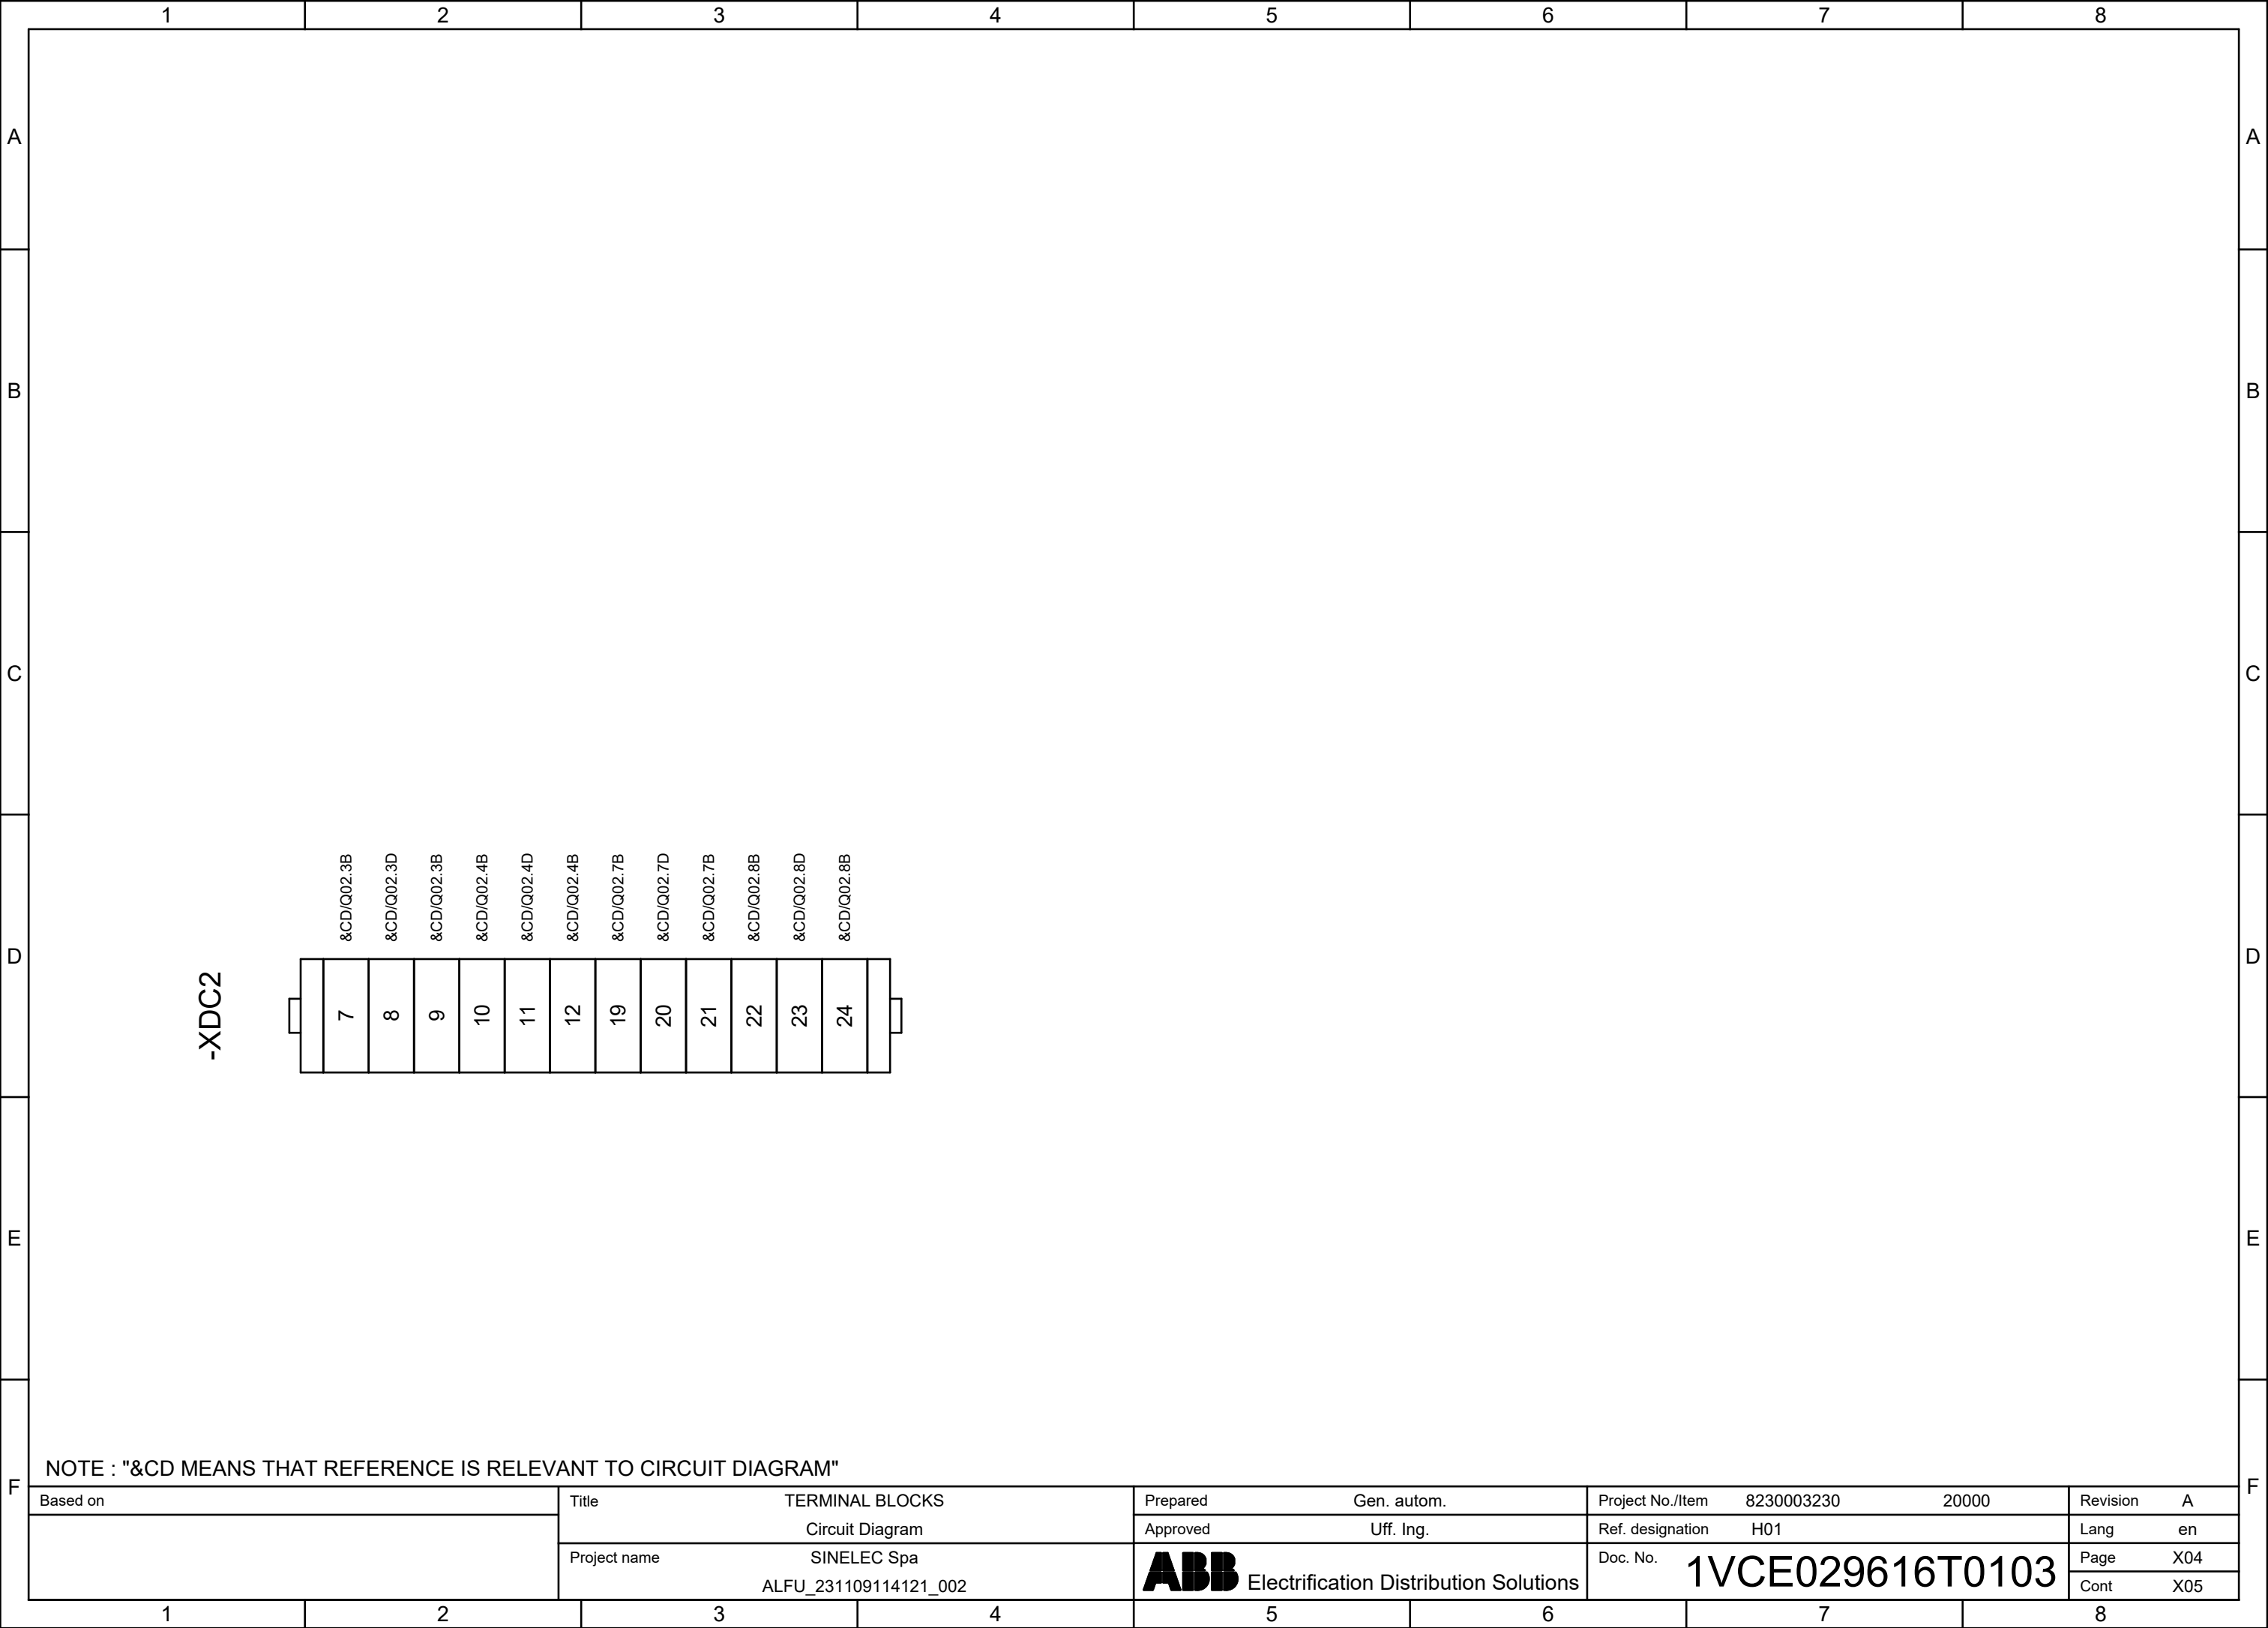 1 2 3 4 5 6 7 8
A A
B B
C C
D D
E E
F F
&CD/Q02.3B &CD/Q02.3D &CD/Q02.3B &CD/Q02.4B &CD/Q02.4D &CD/Q02.4B &CD/Q02.7B &CD/Q02.7D &CD/Q02.7B &CD/Q02.8B &CD/Q02.8D &CD/Q02.8B
-XDC2
7 8 9 10 11 12 19 20 21 22 23 24
NOTE : "&CD MEANS THAT REFERENCE IS RELEVANT TO CIRCUIT DIAGRAM"
Based on
Title TERMINAL BLOCKS
Circuit Diagram
Project name SINELEC Spa
ALFU_231109114121_002
Prepared Gen. autom.
Approved Uff. Ing.
ABB Electrification Distribution Solutions
Project No./Item 8230003230 20000
Ref. designation H01
Doc. No. 1VCE029616T0103
Revision A
Lang en
Page X04
Cont X05
1 2 3 4 5 6 7 8